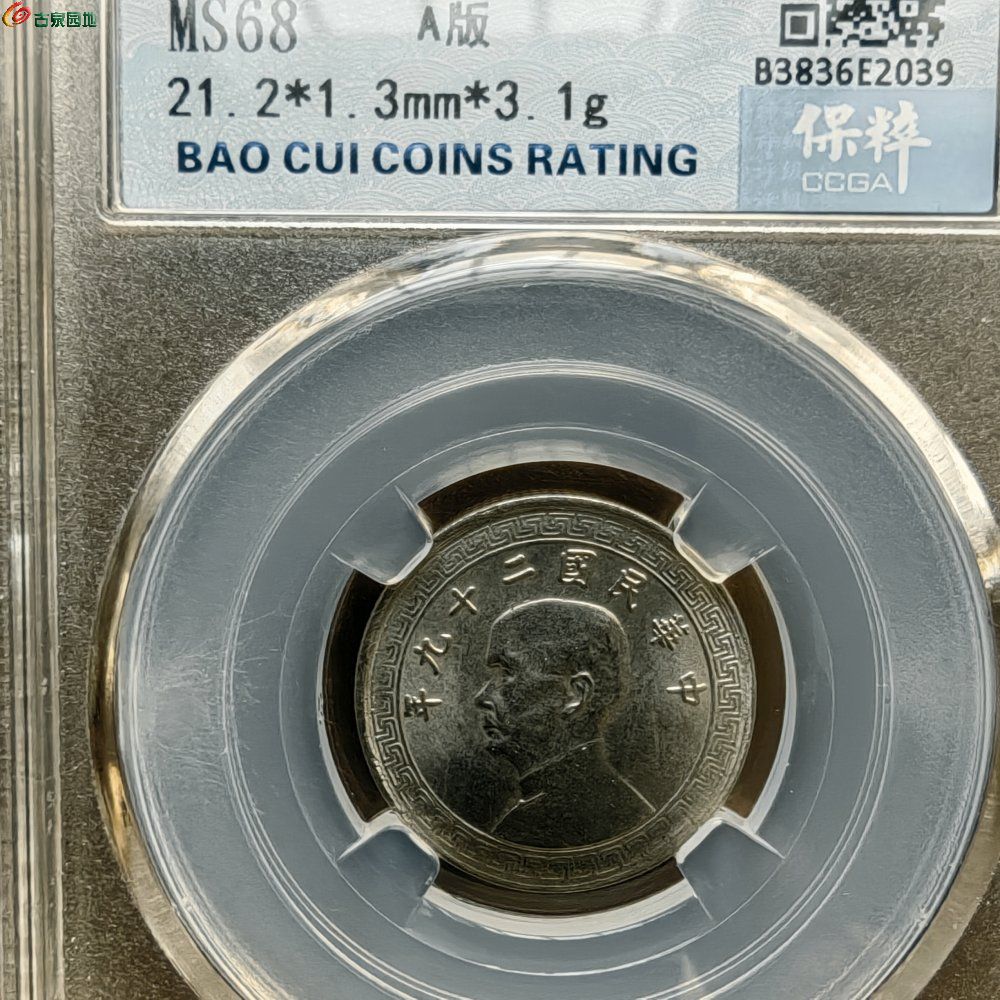 古泉园地
MS68 A版
21.2*1.3mm*3.1g
BAO CUI COINS RATING
B3836E2039
保粹
CCGA
中華民國二十九年